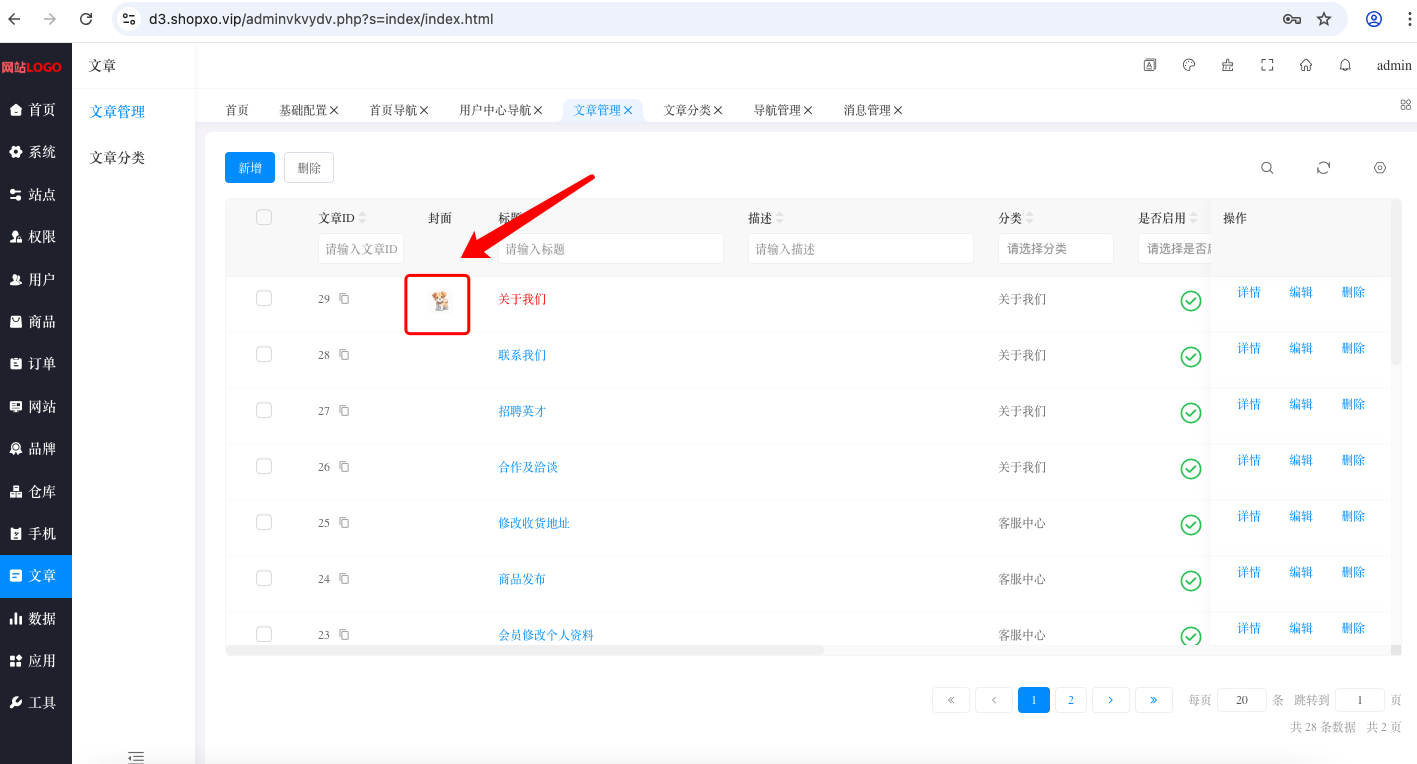 d3.shopxo.vip/adminvkvydv.php?s=index/index.html
网站LOGO
文章
admin
首页
系统
站点
权限
用户
商品
订单
网站
品牌
仓库
手机
文章
数据
应用
工具
文章管理
文章分类
首页 基础配置 首页导航 用户中心导航 文章管理 文章分类 导航管理 消息管理
新增 删除
文章ID 封面 标题 描述 分类 是否启用 操作
请输入文章ID 请输入标题 请输入描述 请选择分类 请选择是否启
29 关于我们 关于我们 详情 编辑 删除
28 联系我们 关于我们 详情 编辑 删除
27 招聘英才 关于我们 详情 编辑 删除
26 合作及洽谈 关于我们 详情 编辑 删除
25 修改收货地址 客服中心 详情 编辑 删除
24 商品发布 客服中心 详情 编辑 删除
23 会员修改个人资料 客服中心 详情 编辑 删除
« ‹ 1 2 › » 每页 20 条 跳转到 1 页
共 28 条数据 共 2 页